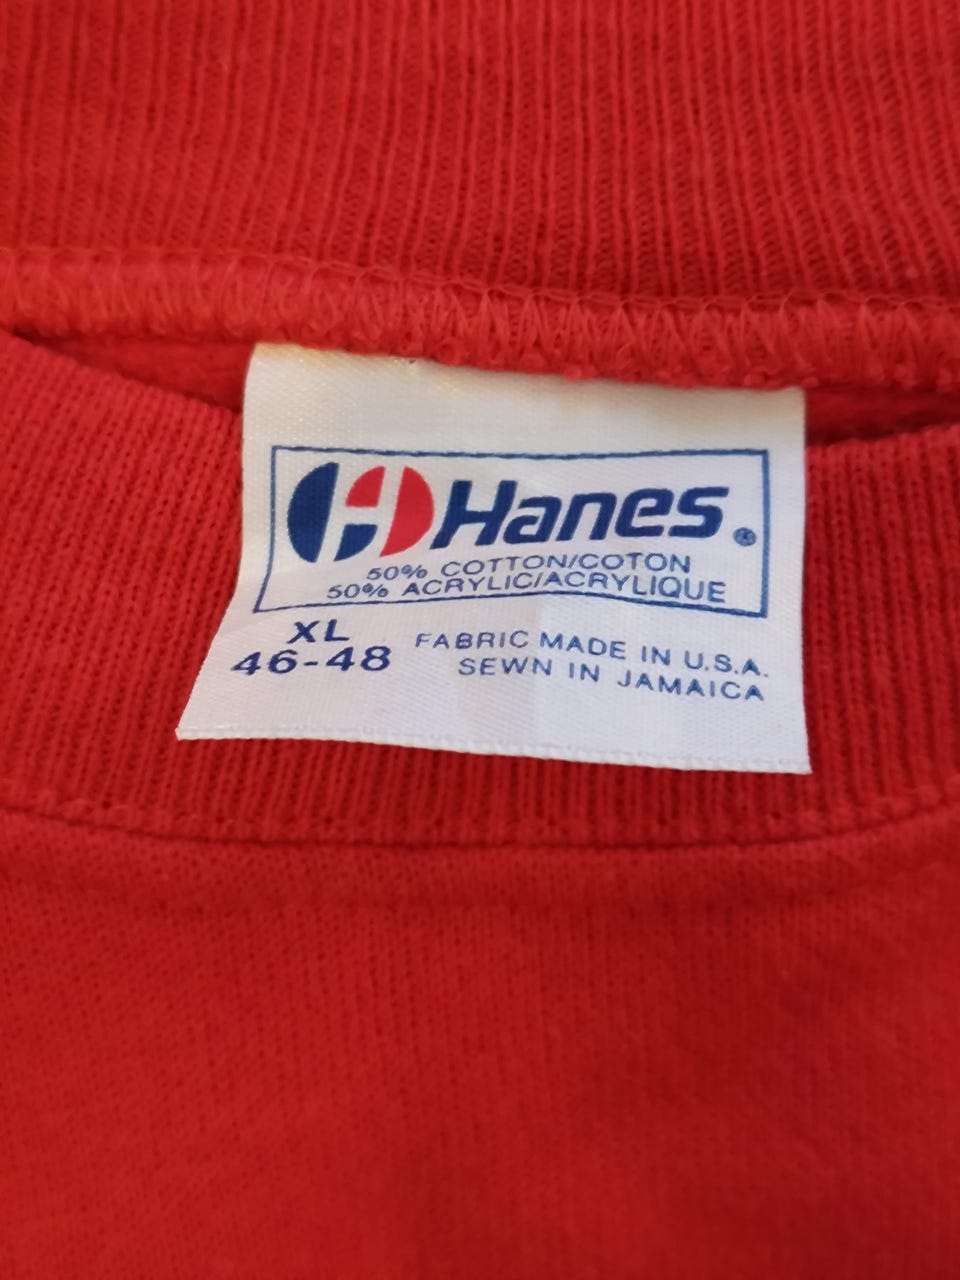 Hanes®
50% COTTON/COTON
50% ACRYLIC/ACRYLIQUE
XL
46-48
FABRIC MADE IN U.S.A.
SEWN IN JAMAICA